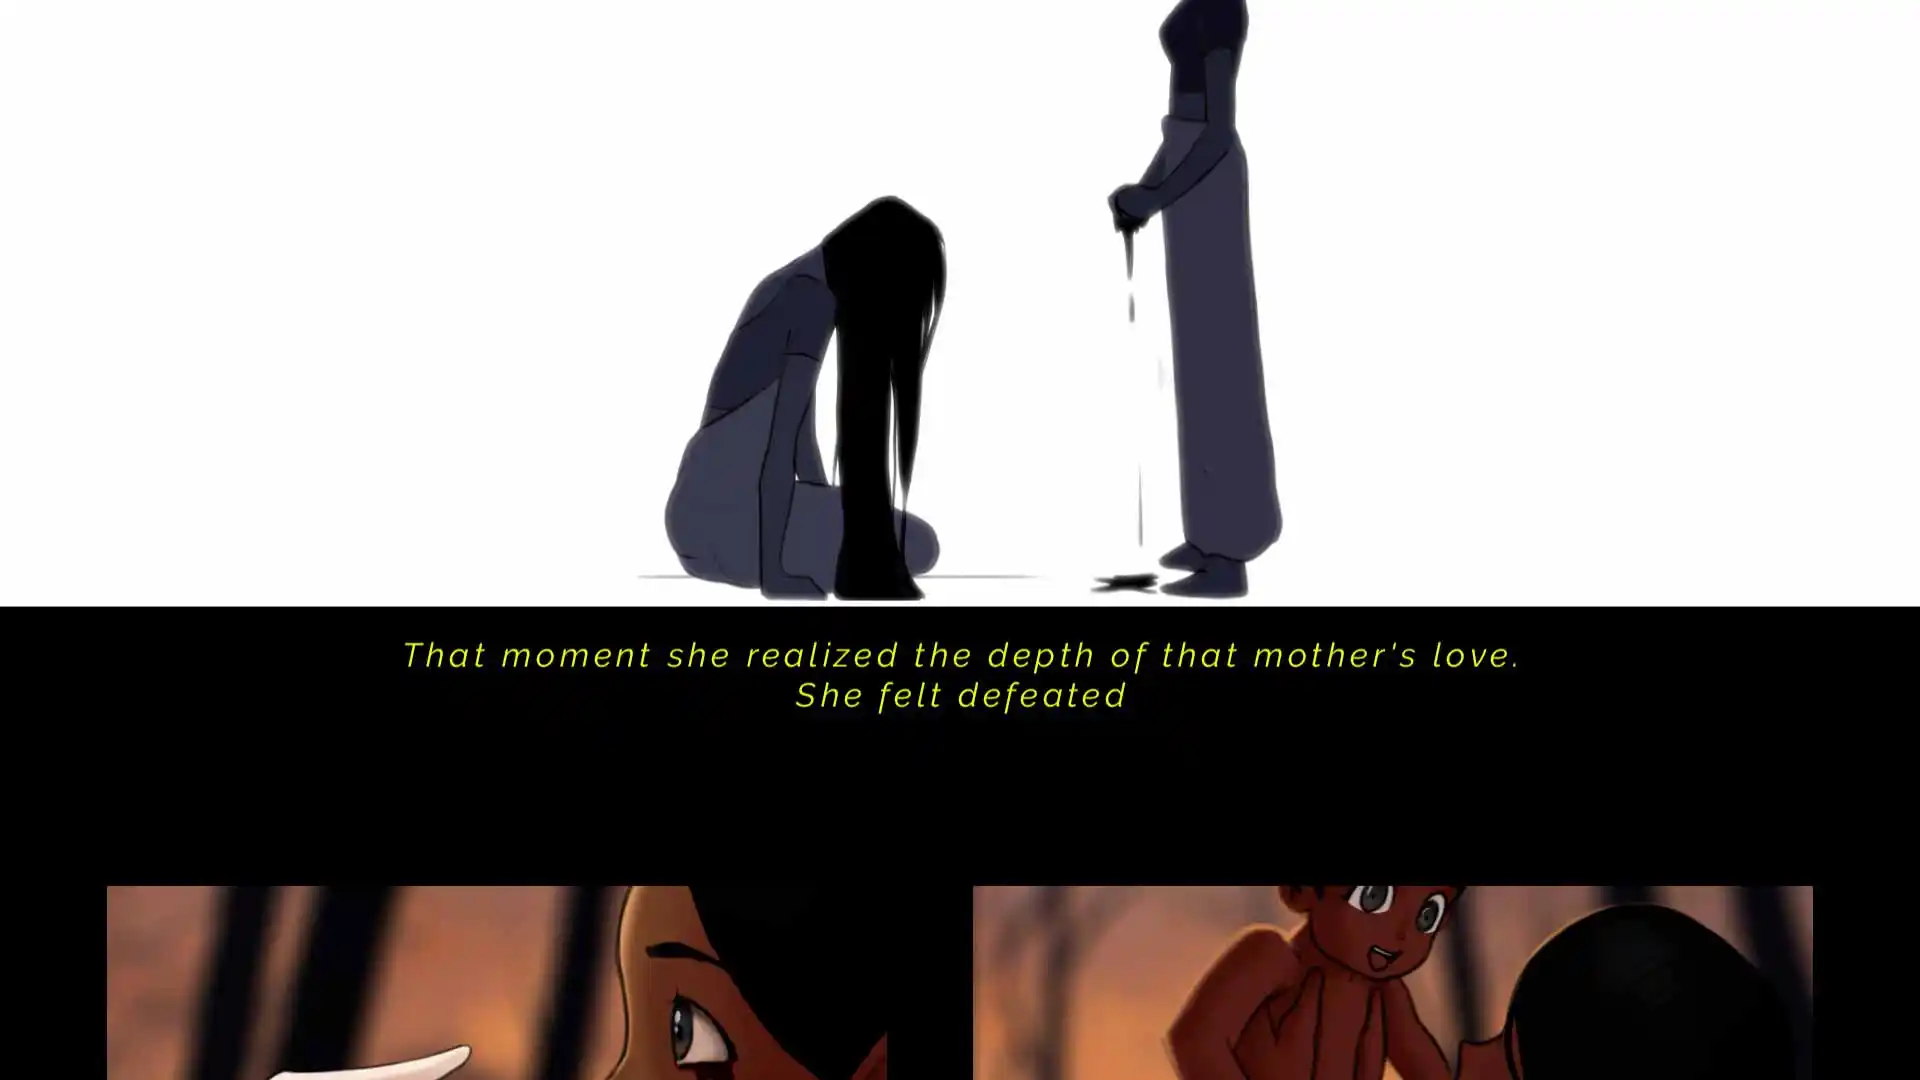 That moment she realized the depth of that mother's love.
She felt defeated